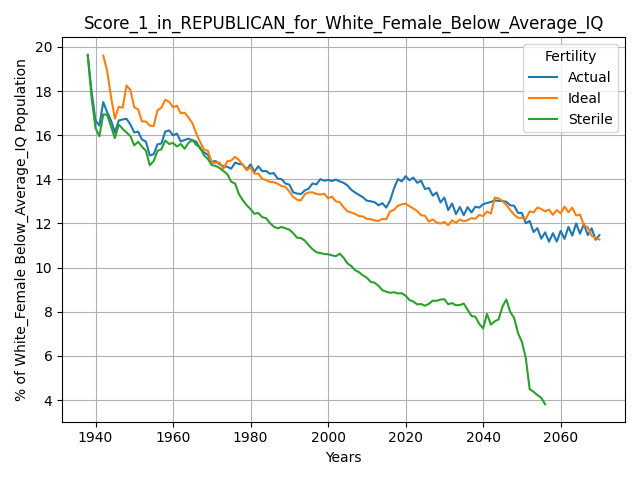 Score_1_in_REPUBLICAN_for_White_Female_Below_Average_IQ
% of White_Female Below_Average_IQ Population
20
18
16
14
12
10
8
6
4
Fertility
Actual
Ideal
Sterile
1940 1960 1980 2000 2020 2040 2060
Years